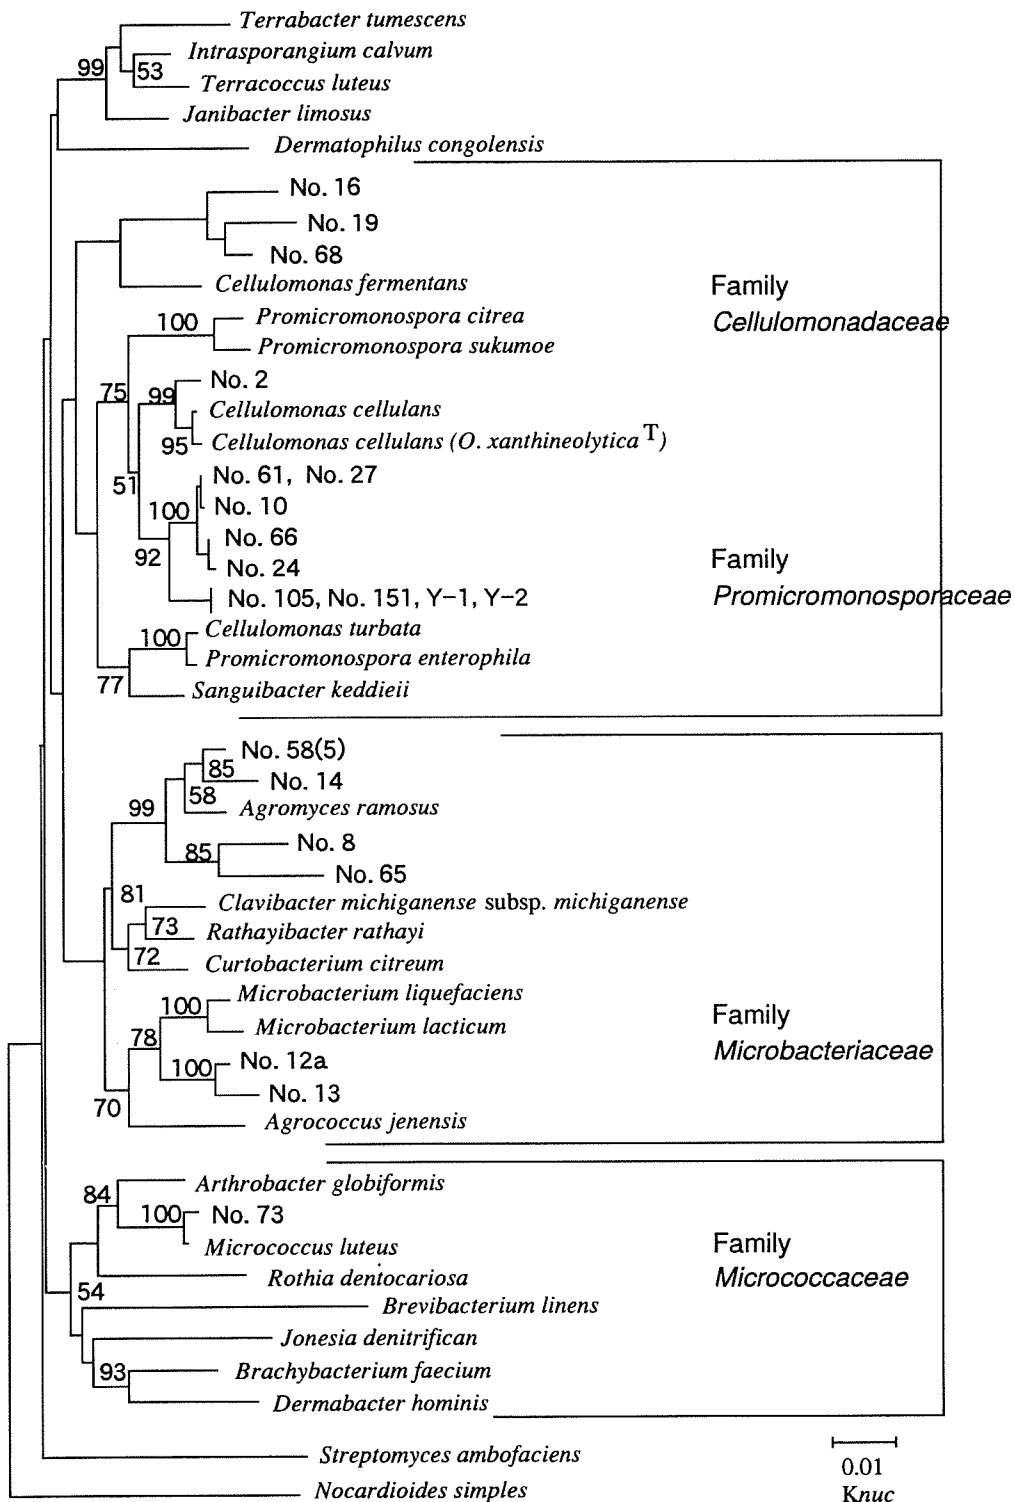 Terrabacter tumescens
Intrasporangium calvum
99
53
Terracoccus luteus
Janibacter limosus
Dermatophilus congolensis
No. 16
No. 19
No. 68
Cellulomonas fermentans
Family
Cellulomonadaceae
100
Promicromonospora citrea
Promicromonospora sukumoe
75
99
No. 2
Cellulomonas cellulans
95
Cellulomonas cellulans (O. xanthineolytica T)
51
No. 61, No. 27
100
No. 10
No. 66
92
No. 24
Family
Promicromonosporaceae
No. 105, No. 151, Y-1, Y-2
100
Cellulomonas turbata
Promicromonospora enterophila
77
Sanguibacter keddieii
No. 58(5)
85
No. 14
58
99
Agromyces ramosus
No. 8
85
No. 65
81
Clavibacter michiganense subsp. michiganense
73
Rathayibacter rathayi
72
Curtobacterium citreum
100
Microbacterium liquefaciens
Microbacterium lacticum
78
Family
Microbacteriaceae
100
No. 12a
No. 13
70
Agrococcus jenensis
Arthrobacter globiformis
84
100
No. 73
Micrococcus luteus
Family
Micrococcaceae
Rothia dentocariosa
54
Brevibacterium linens
Jonesia denitrifican
93
Brachybacterium faecium
Dermabacter hominis
Streptomyces ambofaciens
0.01
Knuc
Nocardioides simples